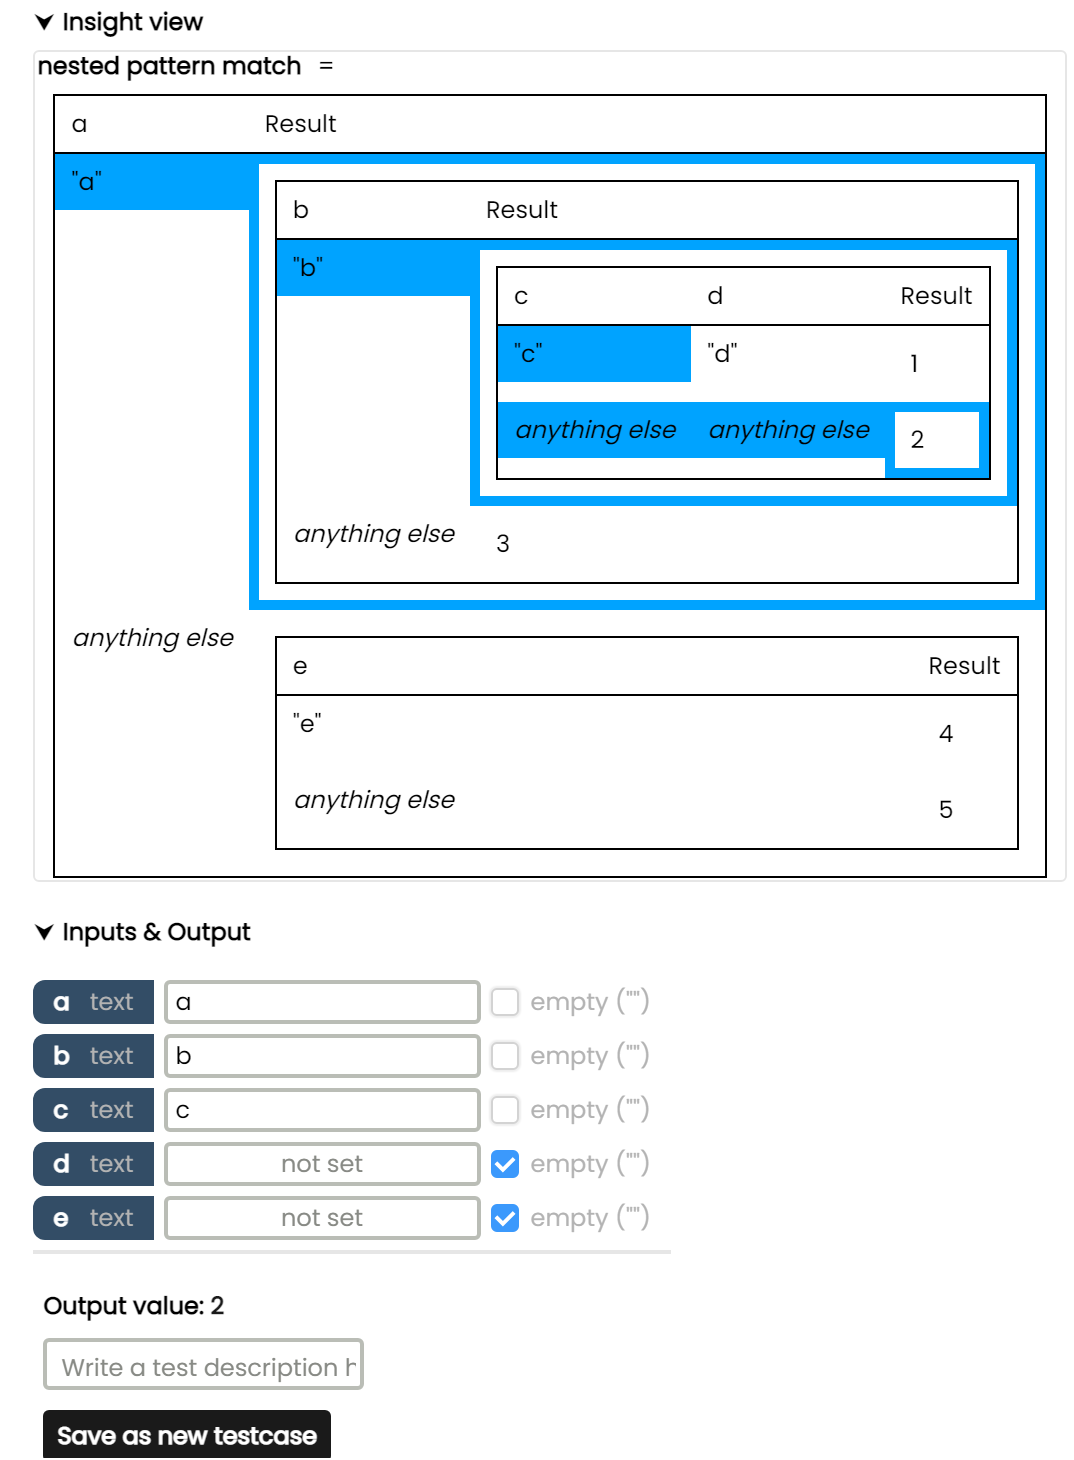 Insight view
nested pattern match =
a Result
"a"
b Result
"b"
c d Result
"c" "d" 1
anything else anything else 2
anything else 3
anything else
e Result
"e" 4
anything else 5
Inputs & Output
a text a empty ("")
b text b empty ("")
c text c empty ("")
d text not set empty ("")
e text not set empty ("")
Output value: 2
Write a test description h
Save as new testcase